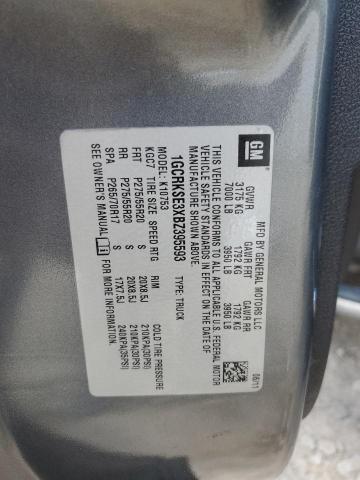 GM
MFD BY GENERAL MOTORS LLC
08/11
GVWR GAWR FRT GAWR RR
3175 KG 1792 KG 1792 KG
7000 LB 3950 LB 3950 LB
THIS VEHICLE CONFORMS TO ALL APPLICABLE U.S. FEDERAL MOTOR
VEHICLE SAFETY STANDARDS IN EFFECT ON THE DATE OF
MANUFACTURE SHOWN ABOVE.
1GCRKSE3XBZ395593 TYPE: TRUCK
MODEL: K10753
KGC7 TIRE SIZE SPEED RTG RIM COLD TIRE PRESSURE
FRT P275/55R20 S 20X8.5J 210KPA(30PSI)
RR P275/55R20 S 20X8.5J 210KPA(30PSI)
SPA P265/70R17 S 17X7.5J 240KPA(35PSI)
SEE OWNER'S MANUAL FOR MORE INFORMATION.